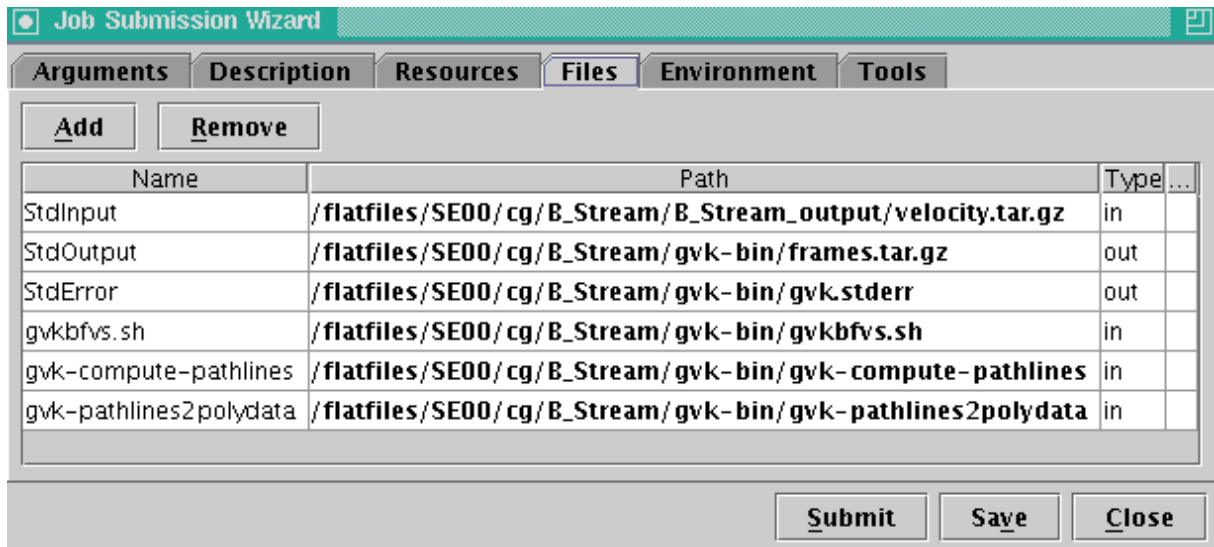 Job Submission Wizard
Arguments Description Resources Files Environment Tools
Add Remove
Name Path Type ...
StdInput /flatfiles/SE00/cg/B_Stream/B_Stream_output/velocity.tar.gz in
StdOutput /flatfiles/SE00/cg/B_Stream/gvk-bin/frames.tar.gz out
StdError /flatfiles/SE00/cg/B_Stream/gvk-bin/gvk.stderr out
gvkbfvs.sh /flatfiles/SE00/cg/B_Stream/gvk-bin/gvkbfvs.sh in
gvk-compute-pathlines /flatfiles/SE00/cg/B_Stream/gvk-bin/gvk-compute-pathlines in
gvk-pathlines2polydata /flatfiles/SE00/cg/B_Stream/gvk-bin/gvk-pathlines2polydata in
Submit Save Close